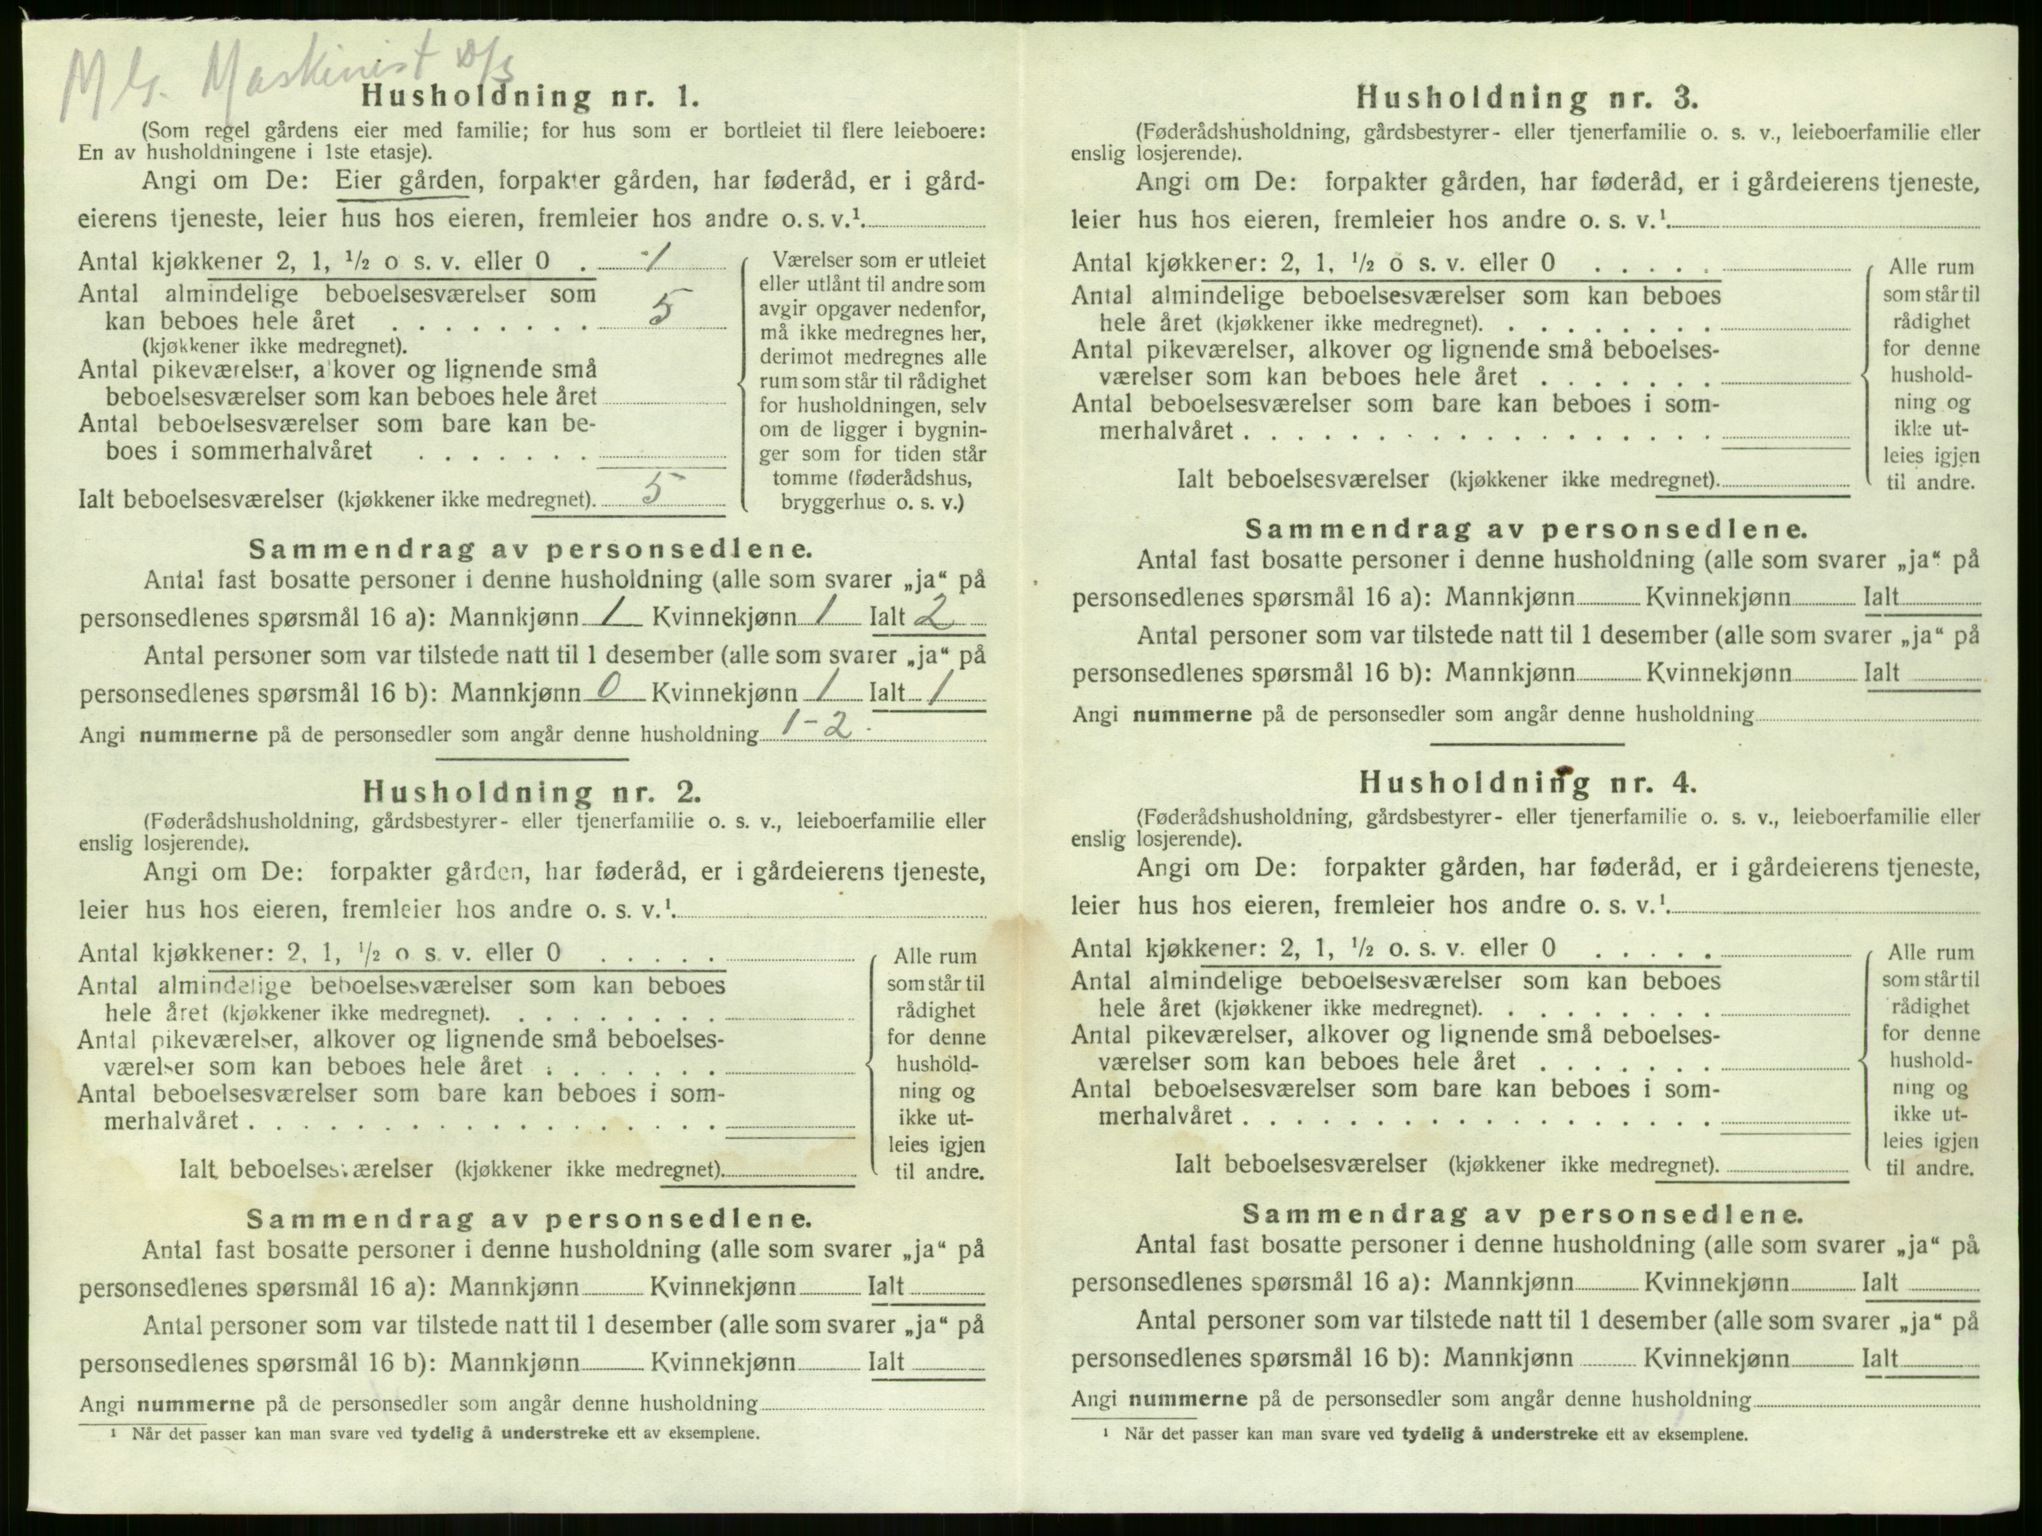 Maskinist
Husholdning nr. 1.
(Som regel gårdens eier med familie; for hus som er bortleiet til flere leieboere:
En av husholdningene i 1ste etasje).
Angi om De: Eier gården, forpakter gården, har føderåd, er i gård-
eierens tjeneste, leier hus hos eieren, fremleier hos andre o. s. v.¹
Antal kjøkkener 2, 1, ½ o s. v. eller 0 . 1
Antal almindelige beboelsesværelser som
kan beboes hele året . . . . . . . . 5
(kjøkkener ikke medregnet).
Antal pikeværelser, alkover og lignende små
beboelsesværelser som kan beboes hele året
Antal beboelsesværelser som bare kan be-
boes i sommerhalvåret . . . . . . .
Ialt beboelsesværelser (kjøkkener ikke medregnet). 5
Værelser som er utleiet
eller utlånt til andre som
avgir opgaver nedenfor,
må ikke medregnes her,
derimot medregnes alle
rum som står til rådighet
for husholdningen, selv
om de ligger i bygnin-
ger som for tiden står
tomme (føderådshus,
bryggerhus o. s. v.)
Sammendrag av personsedlene.
Antal fast bosatte personer i denne husholdning (alle som svarer „ja“ på
personsedlenes spørsmål 16 a): Mannkjønn 1 Kvinnekjønn 1 Ialt 2
Antal personer som var tilstede natt til 1 desember (alle som svarer „ja“ på
personsedlenes spørsmål 16 b): Mannkjønn 0 Kvinnekjønn 1 Ialt 1
Angi nummerne på de personsedler som angår denne husholdning 1-2.
Husholdning nr. 2.
(Føderådshusholdning, gårdsbestyrer- eller tjenerfamilie o. s. v., leieboerfamilie eller
enslig losjerende).
Angi om De: forpakter gården, har føderåd, er i gårdeierens tjeneste,
leier hus hos eieren, fremleier hos andre o. s. v.¹.
Antal kjøkkener: 2, 1, ½ o s. v. eller 0 . . . . .
Antal almindelige beboelsesværelser som kan beboes
hele året (kjøkkener ikke medregnet). . . . . . . . .
Antal pikeværelser, alkover og lignende små beboelses-
værelser som kan beboes hele året . . . . . . .
Antal beboelsesværelser som bare kan beboes i som-
merhalvåret . . . . . . . . . . . . . . . . . .
Ialt beboelsesværelser (kjøkkener ikke medregnet).
Alle rum
som står til
rådighet
for denne
hushold-
ning og
ikke ut-
leies igjen
til andre.
Sammendrag av personsedlene.
Antal fast bosatte personer i denne husholdning (alle som svarer „ja“ på
personsedlenes spørsmål 16 a): Mannkjønn Kvinnekjønn Ialt
Antal personer som var tilstede natt til 1 desember (alle som svarer „ja“ på
personsedlenes spørsmål 16 b): Mannkjønn Kvinnekjønn Ialt
Angi nummerne på de personsedler som angår denne husholdning
¹ Når det passer kan man svare ved tydelig å understreke ett av eksemplene.
Husholdning nr. 3.
(Føderådshusholdning, gårdsbestyrer- eller tjenerfamilie o. s. v., leieboerfamilie eller
enslig losjerende).
Angi om De: forpakter gården, har føderåd, er i gårdeierens tjeneste,
leier hus hos eieren, fremleier hos andre o. s. v.¹.
Antal kjøkkener: 2, 1, ½ o s. v. eller 0 . . . . .
Antal almindelige beboelsesværelser som kan beboes
hele året (kjøkkener ikke medregnet). . . . . . . . .
Antal pikeværelser, alkover og lignende små beboelses-
værelser som kan beboes hele året . . . . . . .
Antal beboelsesværelser som bare kan beboes i som-
merhalvåret . . . . . . . . . . . . . . . . . .
Ialt beboelsesværelser (kjøkkener ikke medregnet).
Alle rum
som står til
rådighet
for denne
hushold-
ning og
ikke ut-
leies igjen
til andre.
Sammendrag av personsedlene.
Antal fast bosatte personer i denne husholdning (alle som svarer „ja“ på
personsedlenes spørsmål 16 a): Mannkjønn Kvinnekjønn Ialt
Antal personer som var tilstede natt til 1 desember (alle som svarer „ja“ på
personsedlenes spørsmål 16 b): Mannkjønn Kvinnekjønn Ialt
Angi nummerne på de personsedler som angår denne husholdning
Husholdning nr. 4.
(Føderådshusholdning, gårdsbestyrer- eller tjenerfamilie o. s. v., leieboerfamilie eller
enslig losjerende).
Angi om De: forpakter gården, har føderåd, er i gårdeierens tjeneste,
leier hus hos eieren, fremleier hos andre o. s. v.¹.
Antal kjøkkener: 2, 1, ½ o. s. v. eller 0 . . . . .
Antal almindelige beboelsesværelser som kan beboes
hele året (kjøkkener ikke medregnet). . . . . . . . .
Antal pikeværelser, alkover og lignende små beboelses-
værelser som kan beboes hele året . . . . . . .
Antal beboelsesværelser som bare kan beboes i som-
merhalvåret . . . . . . . . . . . . . . . . . .
Ialt beboelsesværelser (kjøkkener ikke medregnet).
Alle rum
som står til
rådighet
for denne
hushold-
ning og
ikke ut-
leies igjen
til andre.
Sammendrag av personsedlene.
Antal fast bosatte personer i denne husholdning (alle som svarer „ja“ på
personsedlenes spørsmål 16 a): Mannkjønn Kvinnekjønn Ialt
Antal personer som var tilstede natt til 1 desember (alle som svarer „ja“ på
personsedlenes spørsmål 16 b): Mannkjønn Kvinnekjønn Ialt
Angi nummerne på de personsedler som angår denne husholdning
¹ Når det passer kan man svare ved tydelig å understreke ett av eksemplene.